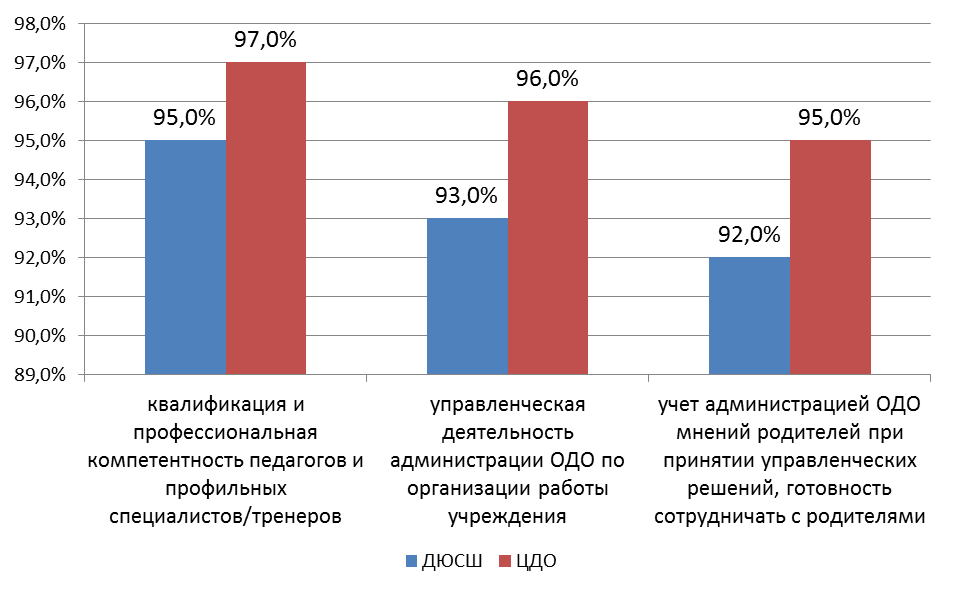 98,0%
97,0%
96,0%
95,0%
94,0%
93,0%
92,0%
91,0%
90,0%
89,0%
95,0%
97,0%
93,0%
96,0%
92,0%
95,0%
квалификация и
профессиональная
компетентность педагогов и
профильных
специалистов/тренеров
управленческая
деятельность
администрации ОДО по
организации работы
учреждения
учет администрацией ОДО
мнений родителей при
принятии управленческих
решений, готовность
сотрудничать с родителями
ДЮСШ
ЦДО